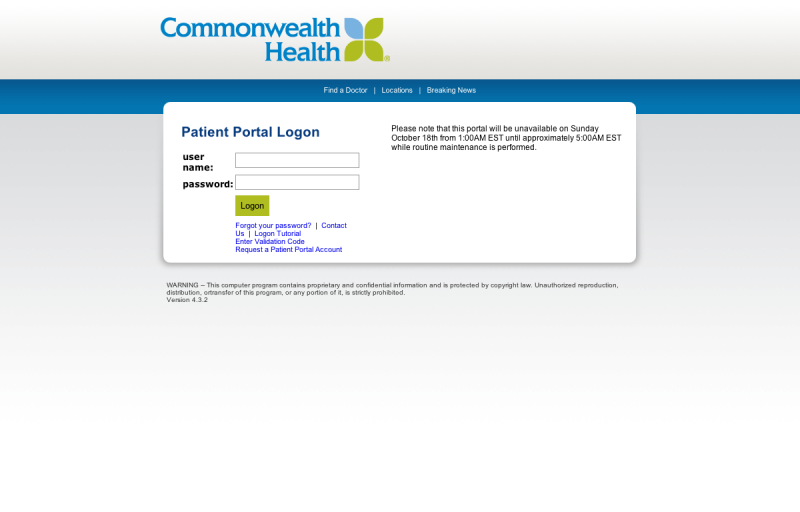 Commonwealth
Health ®
Find a Doctor | Locations | Breaking News
Patient Portal Logon
user
name:
password:
Logon
Forgot your password? | Contact
Us | Logon Tutorial
Enter Validation Code
Request a Patient Portal Account
Please note that this portal will be unavailable on Sunday
October 18th from 1:00AM EST until approximately 5:00AM EST
while routine maintenance is performed.
WARNING – This computer program contains proprietary and confidential information and is protected by copyright law. Unauthorized reproduction,
distribution, ortransfer of this program, or any portion of it, is strictly prohibited.
Version 4.3.2